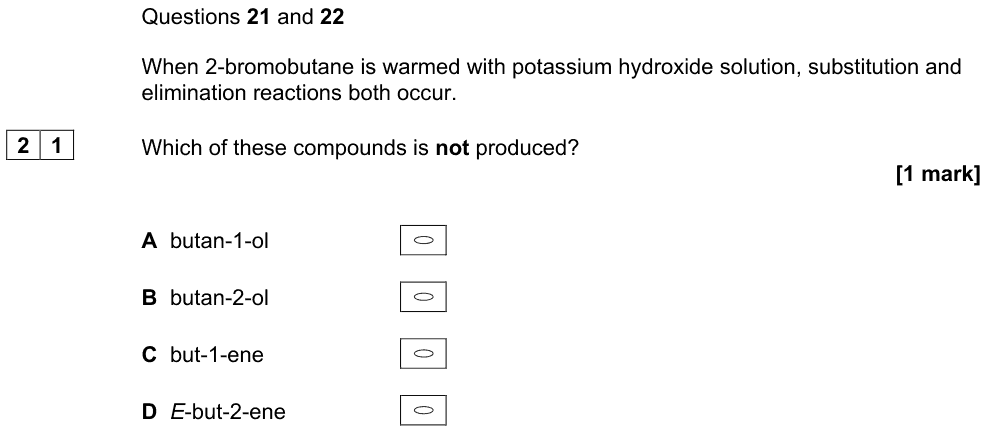 Questions 21 and 22
When 2-bromobutane is warmed with potassium hydroxide solution, substitution and
elimination reactions both occur.
2 1 Which of these compounds is not produced?
[1 mark]
A butan-1-ol
B butan-2-ol
C but-1-ene
D E-but-2-ene